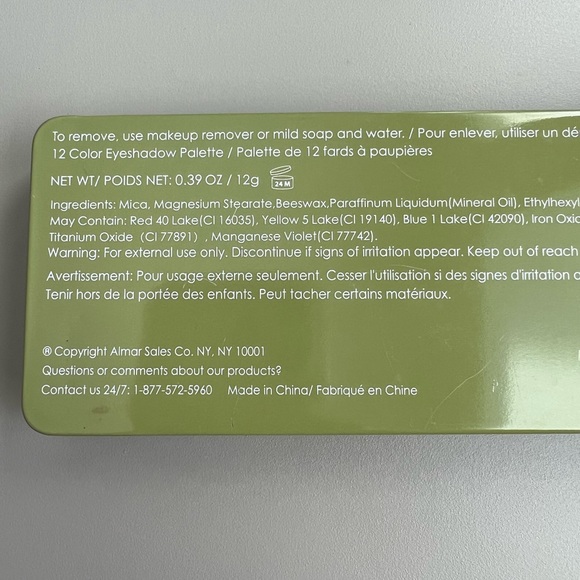 To remove, use makeup remover or mild soap and water. / Pour enlever, utiliser un
12 Color Eyeshadow Palette / Palette de 12 fards à paupières
NET WT/ POIDS NET: 0.39 OZ / 12g 24 M
Ingredients: Mica, Magnesium Stearate,Beeswax,Paraffinum Liquidum(Mineral Oil), Ethylhexyl
May Contain: Red 40 Lake(CI 16035), Yellow 5 Lake(CI 19140), Blue 1 Lake(CI 42090), Iron
Titanium Oxide (CI 77891) , Manganese Violet(CI 77742).
Warning: For external use only. Discontinue if signs of irritation appear. Keep out of reach
Avertissement: Pour usage externe seulement. Cesser l'utilisation si des signes d'irritation
Tenir hors de la portée des enfants. Peut tacher certains matériaux.
® Copyright Almar Sales Co. NY, NY 10001
Questions or comments about our products?
Contact us 24/7: 1-877-572-5960 Made in China/ Fabriqué en Chine